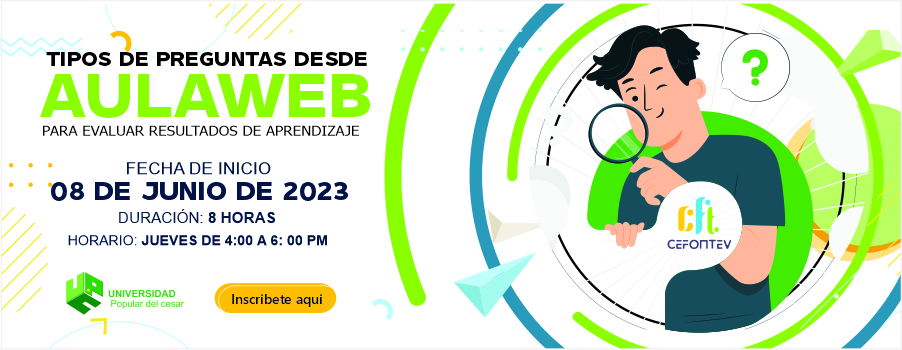 TIPOS DE PREGUNTAS DESDE
AULAWEB
PARA EVALUAR RESULTADOS DE APRENDIZAJE
FECHA DE INICIO
08 DE JUNIO DE 2023
DURACIÓN: 8 HORAS
HORARIO: JUEVES DE 4:00 A 6: 00 PM
UNIVERSIDAD
Popular del cesar
Inscribete aqui
?
cft
CEFONTEV